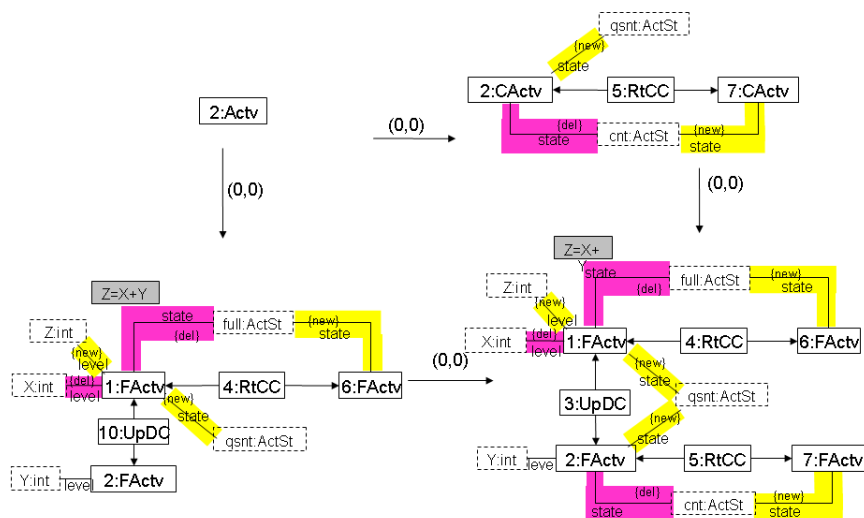 qsnt:ActSt
{new}
state
2:CActv
5:RtCC
7:CActv
{del}
state
cnt:ActSt
{new}
state
2:Actv
(0,0)
(0,0)
(0,0)
Z=X+Y
state
{del}
full:ActSt
{new}
state
Z:int
{new}
level
X:int
{del}
level
1:FActv
4:RtCC
6:FActv
{new}
state
qsnt:ActSt
10:UpDC
Y:int
level
2:FActv
(0,0)
Z=X+
Y
state
{del}
full:ActSt
{new}
state
Z:int
{new}
level
X:int
{del}
level
1:FActv
4:RtCC
6:FActv
{new}
state
qsnt:ActSt
3:UpDC
{new}
state
Y:int
leve
2:FActv
5:RtCC
7:FActv
{del}
state
cnt:ActSt
{new}
state